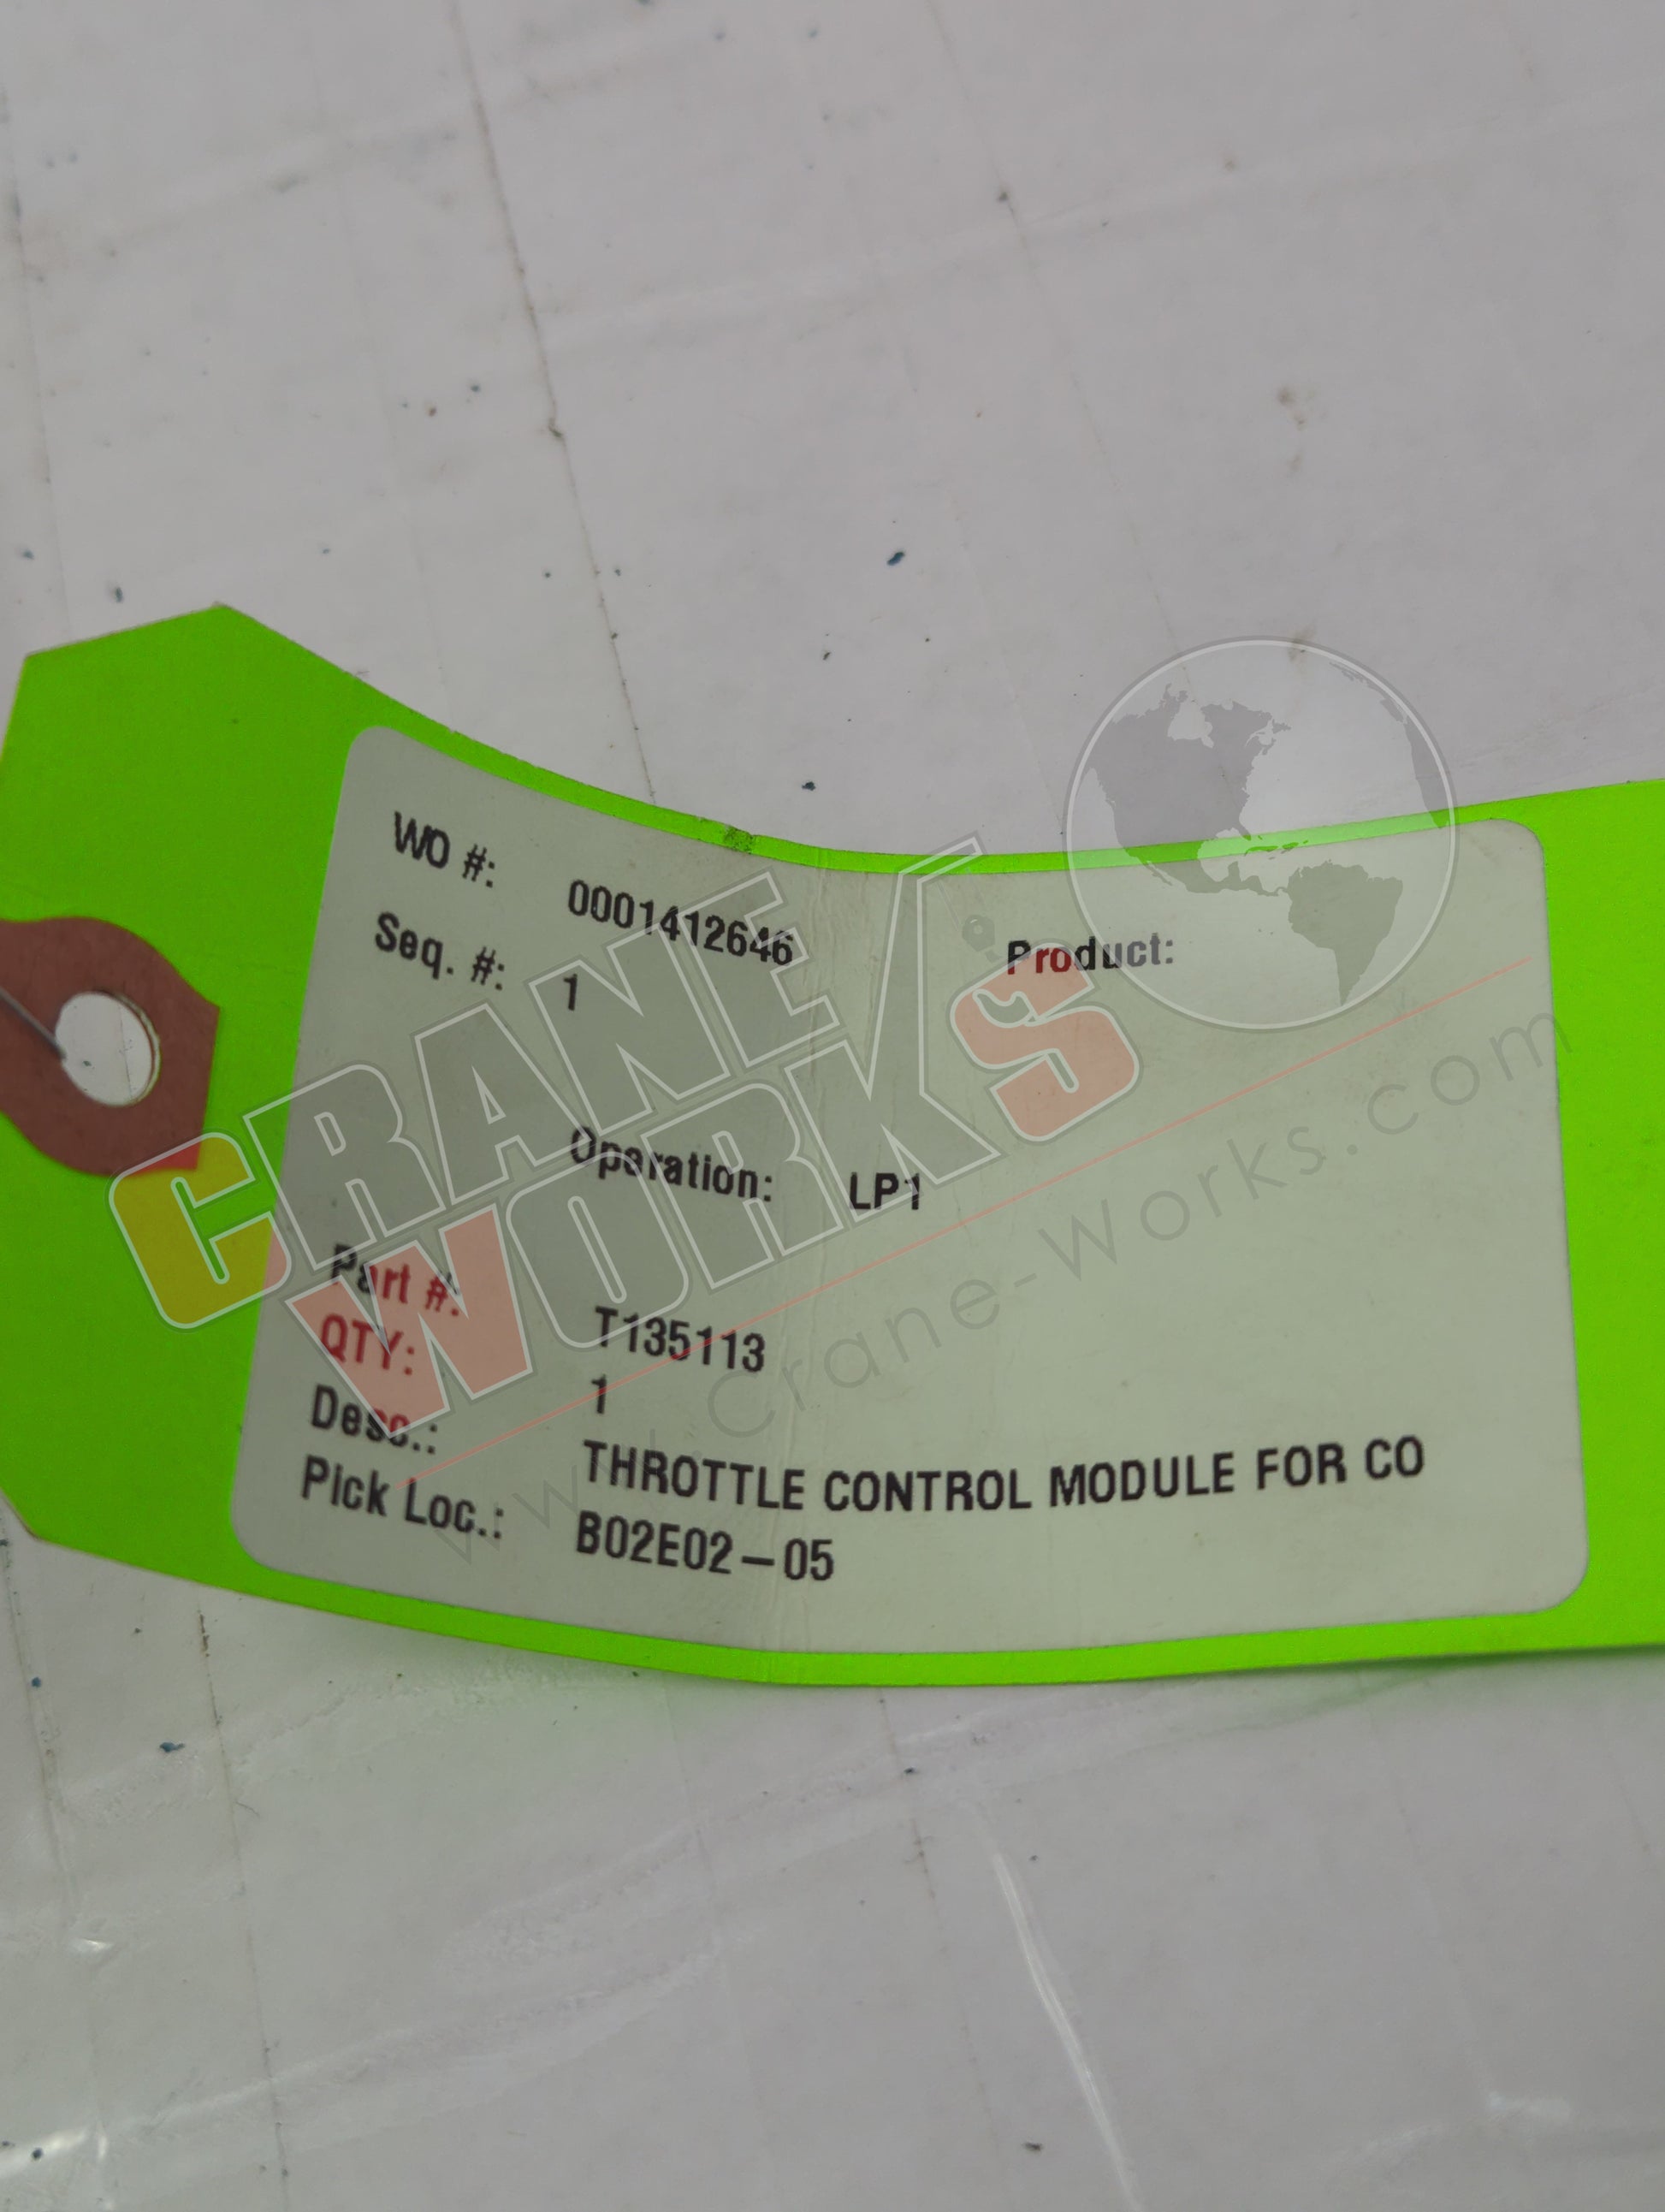 WO #: 0001412646
Product:
Seq. #: 1
Operation: LP1
Part #: T135113
QTY: 1
Desc.: THROTTLE CONTROL MODULE FOR CO
Pick Loc.: B02E02-05
CRANE WORK'S
www.Crane-Works.com